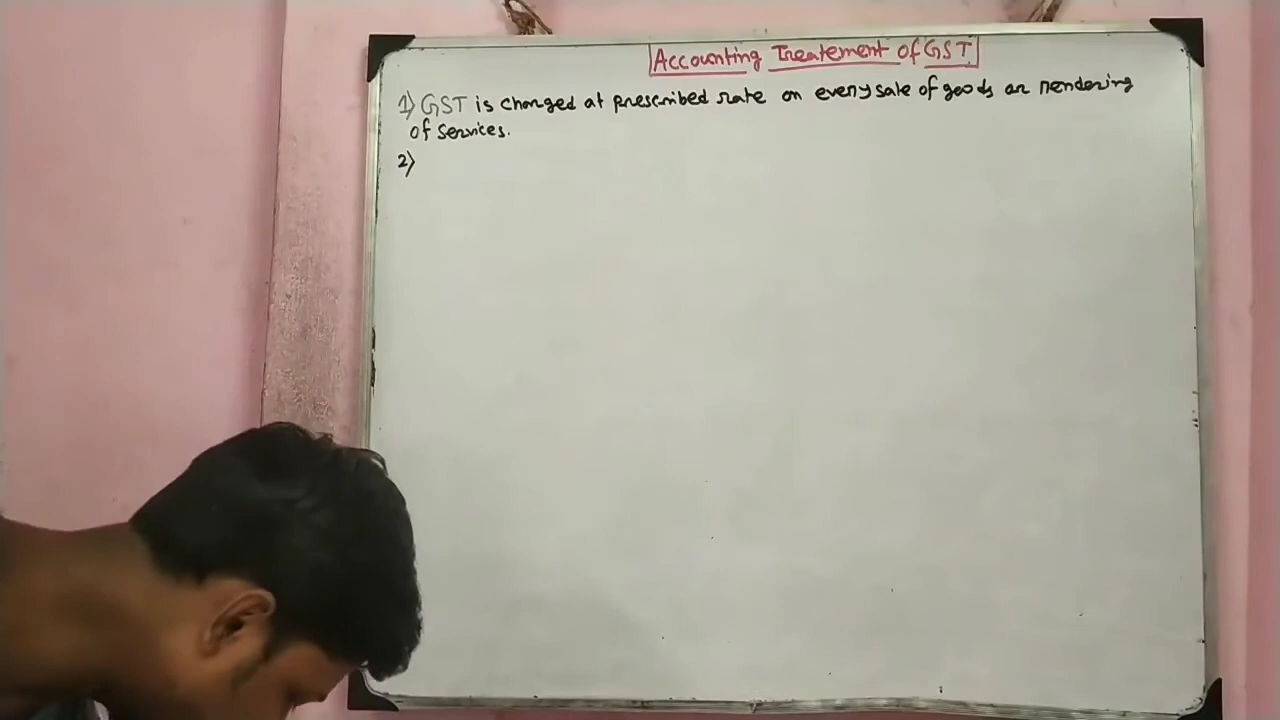 Accounting Treatement of GST
1) GST is charged at prescribed rate on every sale of goods or rendering
of services.
2)